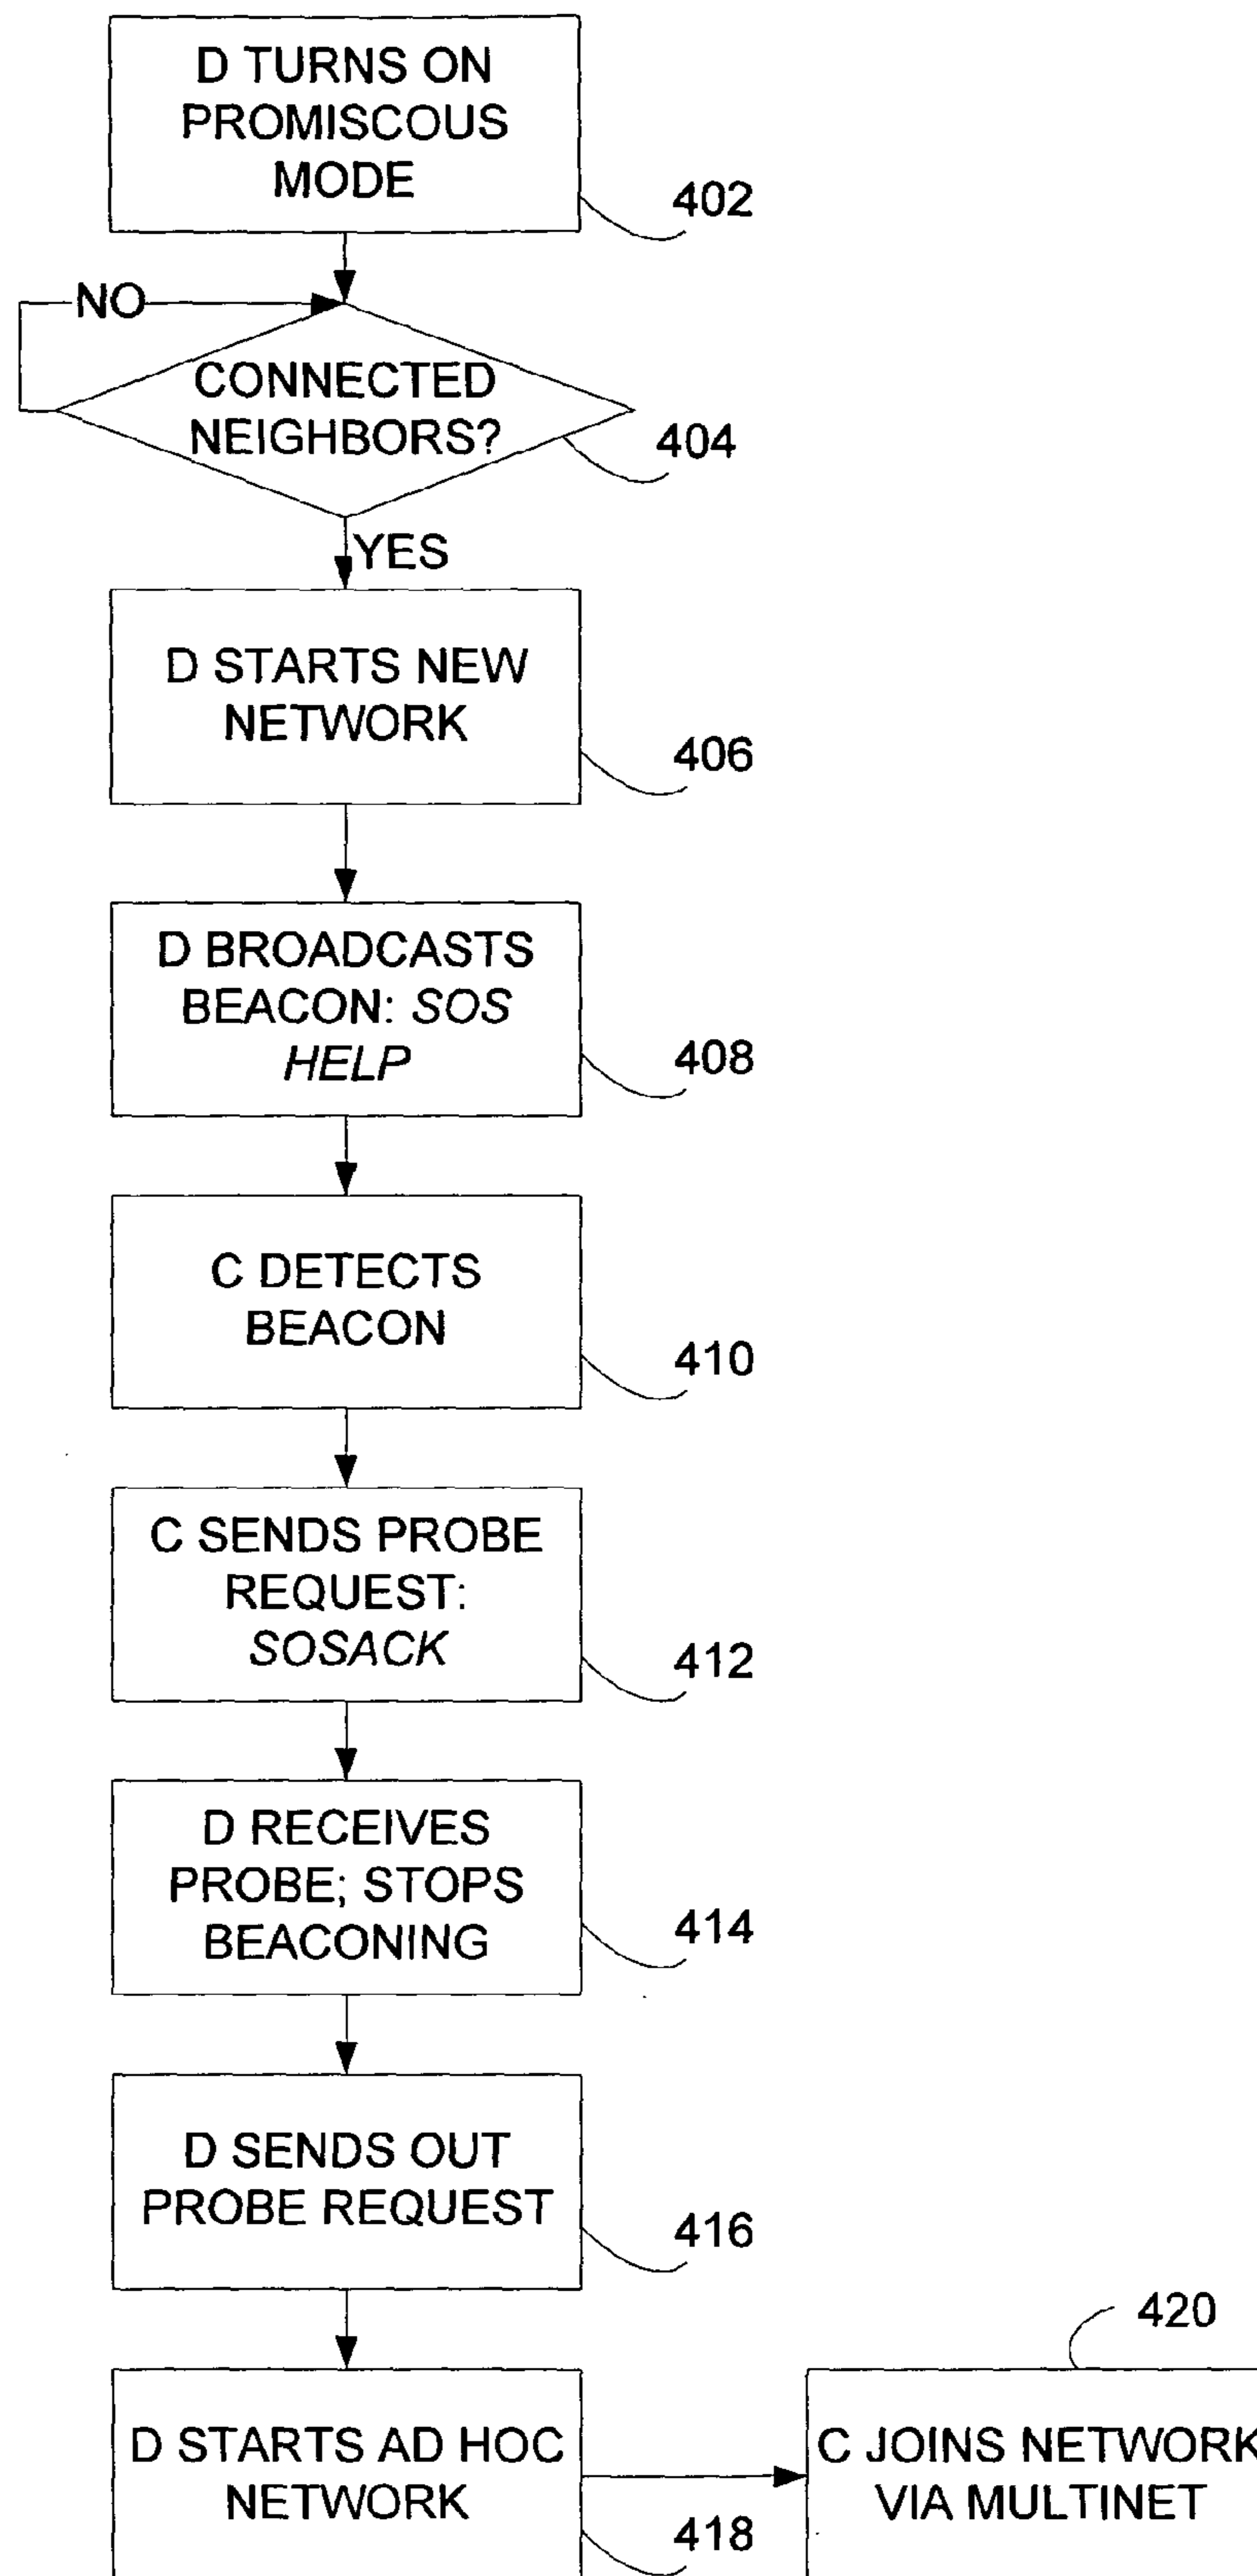 D TURNS ON
PROMISCOUS
MODE
402
NO
CONNECTED
NEIGHBORS?
404
YES
D STARTS NEW
NETWORK
406
D BROADCASTS
BEACON: SOS
HELP
408
C DETECTS
BEACON
410
C SENDS PROBE
REQUEST:
SOSACK
412
D RECEIVES
PROBE; STOPS
BEACONING
414
D SENDS OUT
PROBE REQUEST
416
D STARTS AD HOC
NETWORK
418
420
C JOINS NETWORK
VIA MULTINET